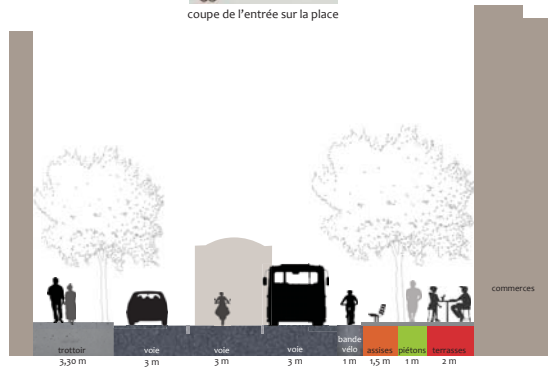 coupe de l'entrée sur la place
commerces
trottoir
3,30 m
voie
3 m
voie
3 m
voie
3 m
bande
vélo
1 m
assises
1,5 m
piétons
1 m
terrasses
2 m